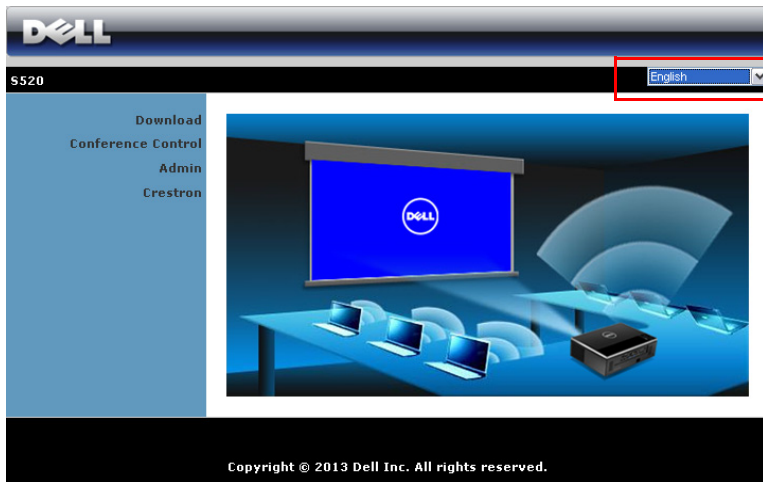 DELL
S520
English
Download
Conference Control
Admin
Crestron
DELL
Copyright © 2013 Dell Inc. All rights reserved.